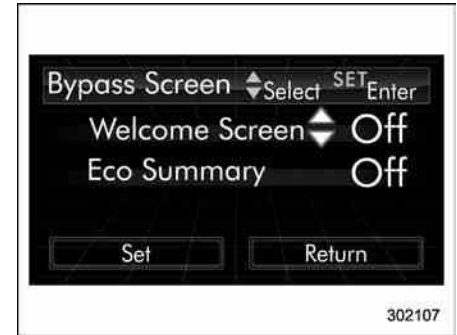 Bypass Screen Select SET Enter
Welcome Screen Off
Eco Summary Off
Set Return
302107